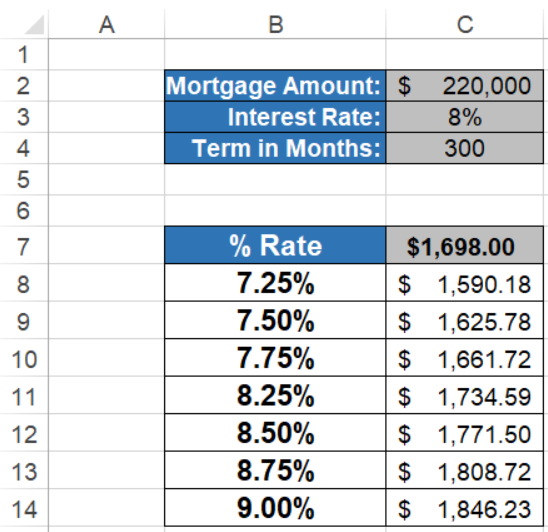 A B C
1
2 Mortgage Amount: $ 220,000
3 Interest Rate: 8%
4 Term in Months: 300
5
6
7 % Rate $1,698.00
8 7.25% $ 1,590.18
9 7.50% $ 1,625.78
10 7.75% $ 1,661.72
11 8.25% $ 1,734.59
12 8.50% $ 1,771.50
13 8.75% $ 1,808.72
14 9.00% $ 1,846.23